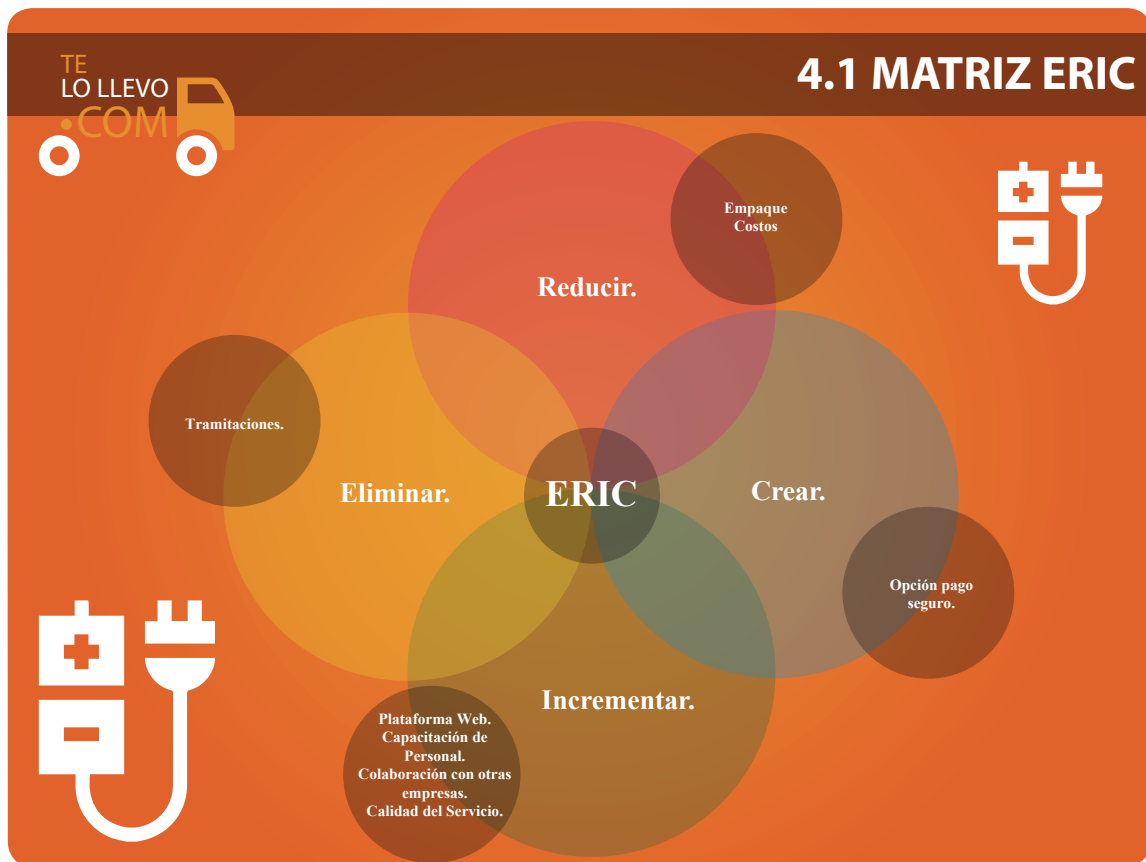 TE
LO LLEVO
•COM
4.1 MATRIZ ERIC
Empaque
Costos
Reducir.
Tramitaciones.
Eliminar.
ERIC
Crear.
Opción pago
seguro.
Incrementar.
Plataforma Web.
Capacitación de
Personal.
Colaboración con otras
empresas.
Calidad del Servicio.